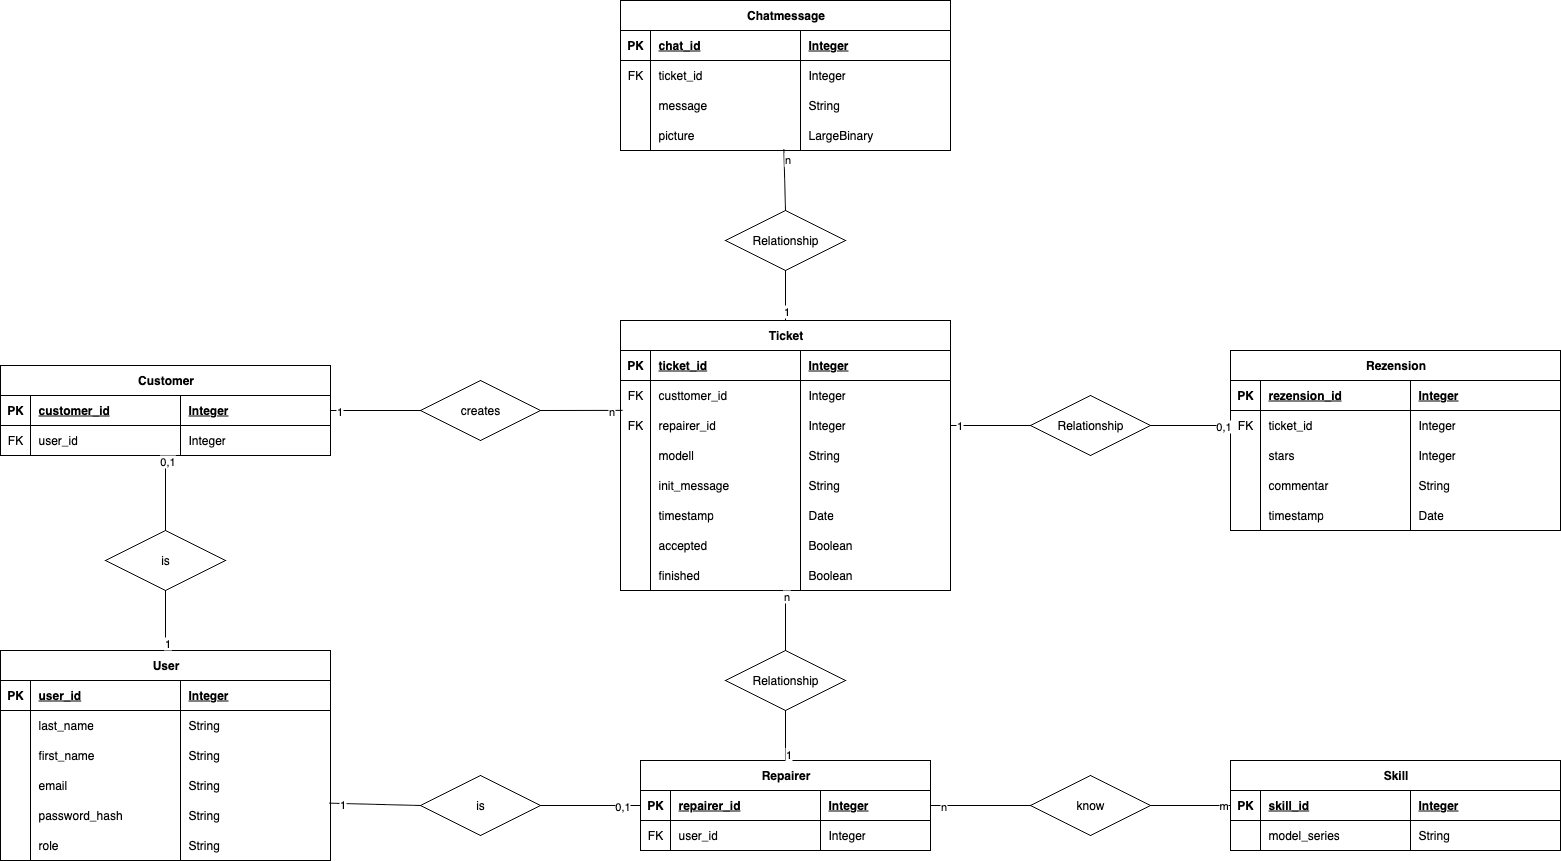 Chatmessage
PK chat_id Integer
FK ticket_id Integer
message String
picture LargeBinary
n
Relationship
1
Ticket
PK ticket_id Integer
FK custtomer_id Integer
FK repairer_id Integer
modell String
init_message String
timestamp Date
accepted Boolean
finished Boolean
Customer
PK customer_id Integer
FK user_id Integer
1
creates
n
1
Relationship
0,1
Rezension
PK rezension_id Integer
FK ticket_id Integer
stars Integer
commentar String
timestamp Date
0,1
is
1
n
Relationship
1
User
PK user_id Integer
last_name String
first_name String
email String
password_hash String
role String
1
is
0,1
Repairer
PK repairer_id Integer
FK user_id Integer
n
know
m
Skill
PK skill_id Integer
model_series String